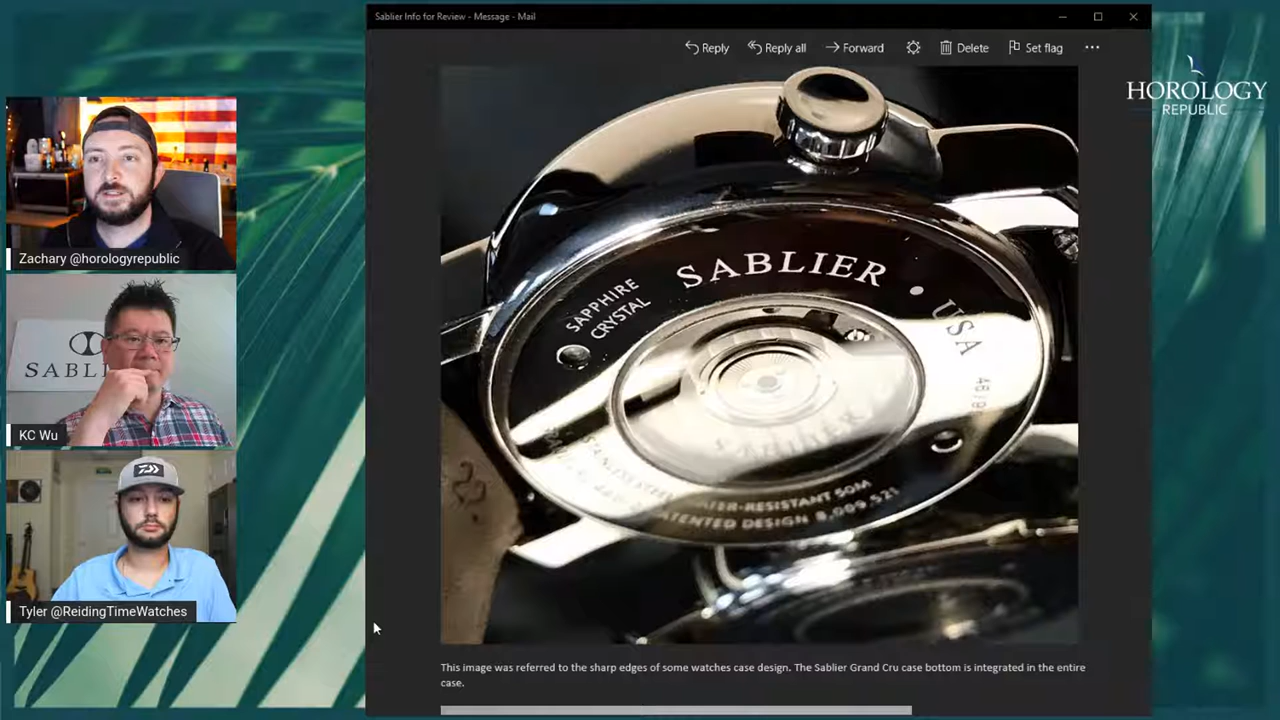 Sablier Info for Review - Message - Mail
Reply
Reply all
Forward
Delete
Set flag
HOROLOGY
REPUBLIC
SABLIER
SAPPHIRE
CRYSTAL
USA
WATER-RESISTANT 50M
PATENTED DESIGN 8,009,521
Zachary @horologyrepublic
SABLI
KC Wu
Tyler @ReidingTimeWatches
This image was referred to the sharp edges of some watches case design. The Sablier Grand Cru case bottom is integrated in the entire
case.